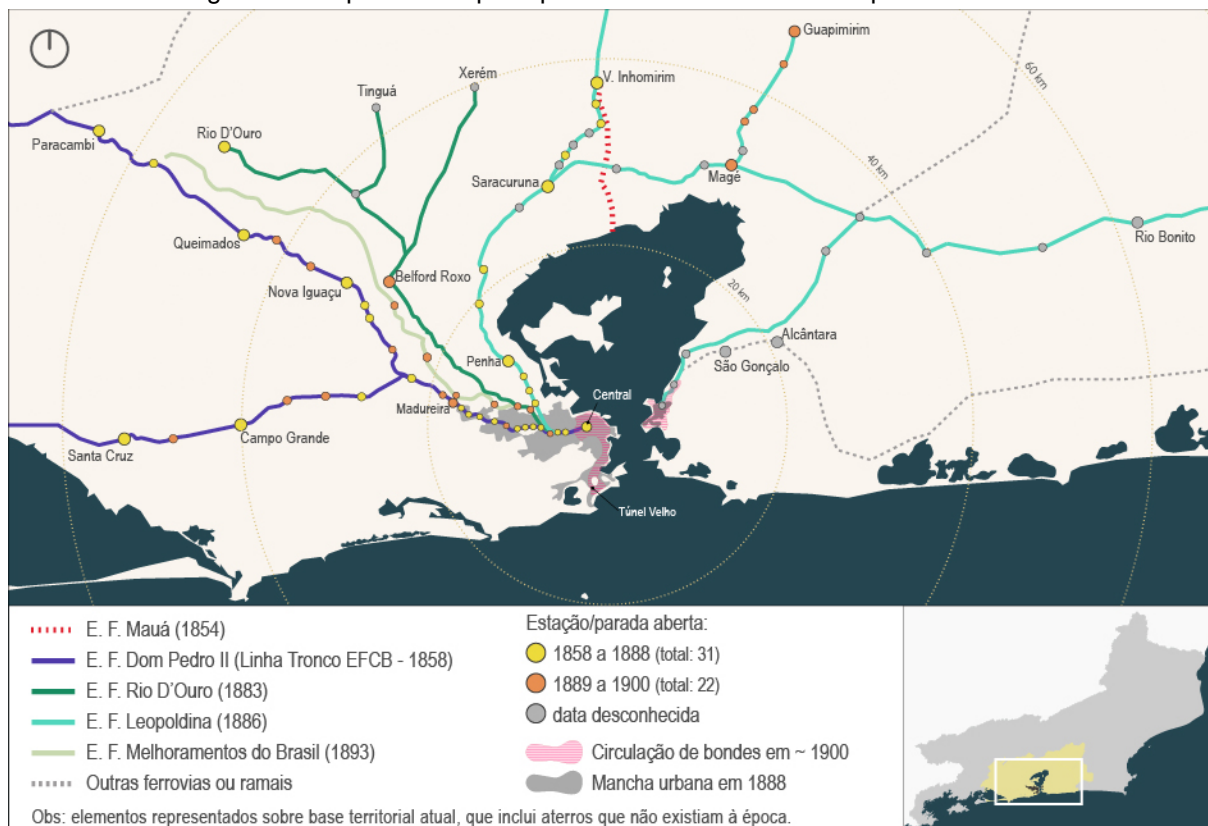 Guapimirim
60 km
Xerém
V. Inhomirim
Tinguá
Rio D'Ouro
Paracambi
40 km
Magé
Saracuruna
Queimados
Rio Bonito
Belford Roxo
Nova Iguaçu
20 km
Alcântara
São Gonçalo
Penha
Central
Madureira
Campo Grande
Santa Cruz
Túnel Velho
E. F. Mauá (1854)
E. F. Dom Pedro II (Linha Tronco EFCB - 1858)
E. F. Rio D'Ouro (1883)
E. F. Leopoldina (1886)
E. F. Melhoramentos do Brasil (1893)
Outras ferrovias ou ramais
Estação/parada aberta:
1858 a 1888 (total: 31)
1889 a 1900 (total: 22)
data desconhecida
Circulação de bondes em ~ 1900
Mancha urbana em 1888
Obs: elementos representados sobre base territorial atual, que inclui aterros que não existiam à época.